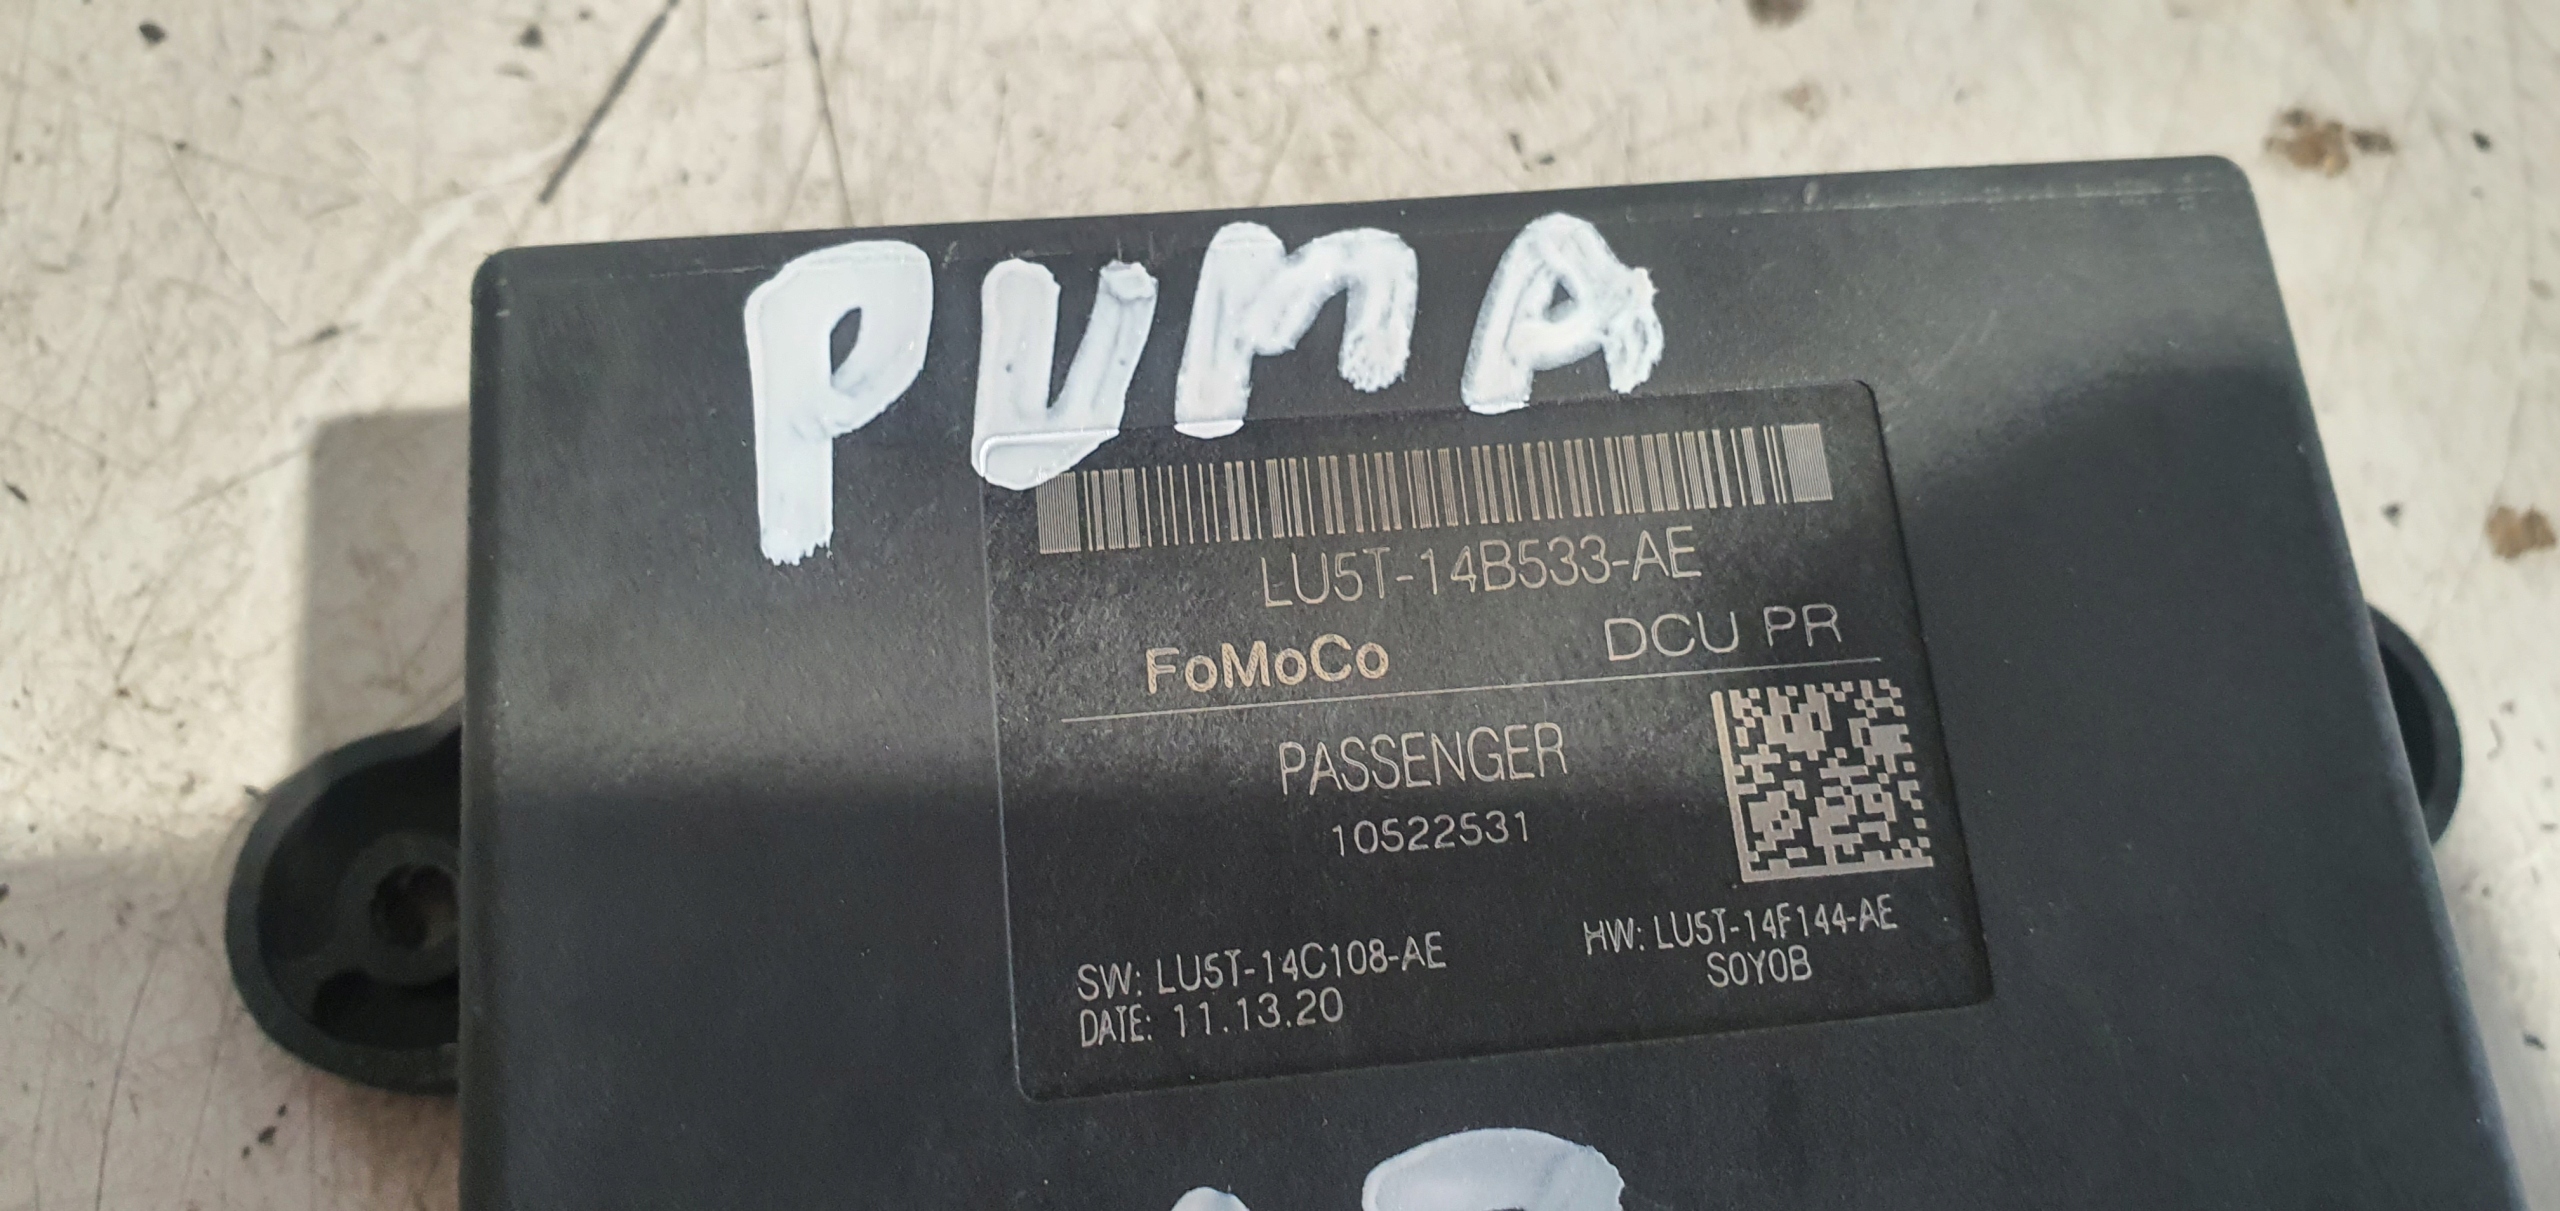 PUMA
LU5T-14B533-AE
FoMoCo DCU PR
PASSENGER
10522531
SW: LU5T-14C108-AE HW: LU5T-14F144-AE
DATE: 11.13.20 S0Y0B